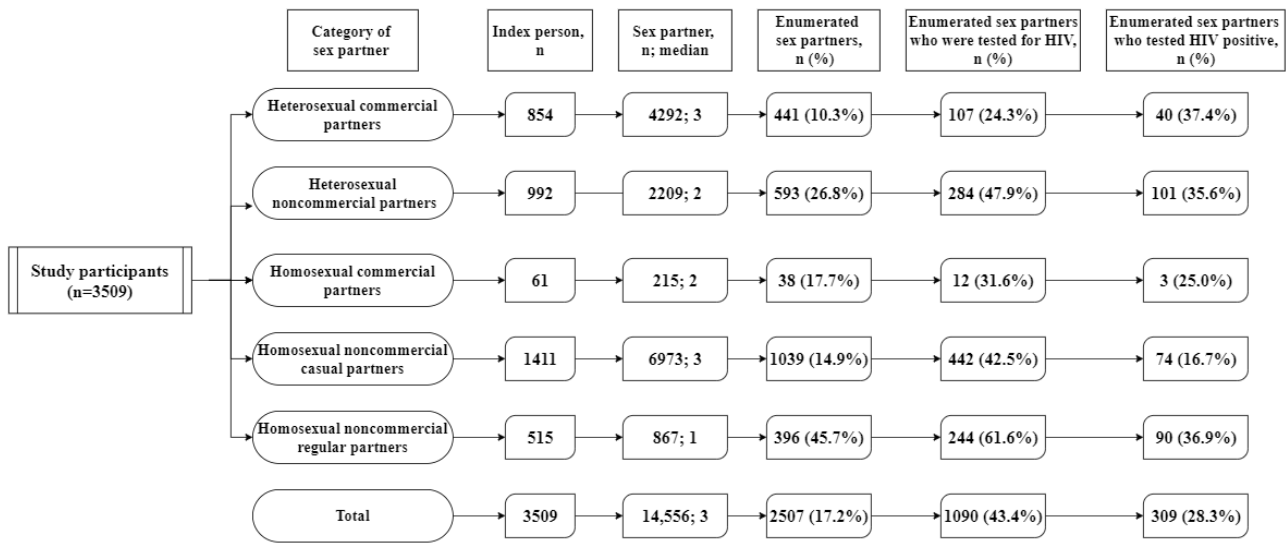 Category of
sex partner
Index person,
n
Sex partner,
n; median
Enumerated
sex partners,
n (%)
Enumerated sex partners
who were tested for HIV,
n (%)
Enumerated sex partners
who tested HIV positive,
n (%)
Study participants
(n=3509)
Heterosexual commercial
partners
854
4292; 3
441 (10.3%)
107 (24.3%)
40 (37.4%)
Heterosexual
noncommercial partners
992
2209; 2
593 (26.8%)
284 (47.9%)
101 (35.6%)
Homosexual commercial
partners
61
215; 2
38 (17.7%)
12 (31.6%)
3 (25.0%)
Homosexual noncommercial
casual partners
1411
6973; 3
1039 (14.9%)
442 (42.5%)
74 (16.7%)
Homosexual noncommercial
regular partners
515
867; 1
396 (45.7%)
244 (61.6%)
90 (36.9%)
Total
3509
14,556; 3
2507 (17.2%)
1090 (43.4%)
309 (28.3%)